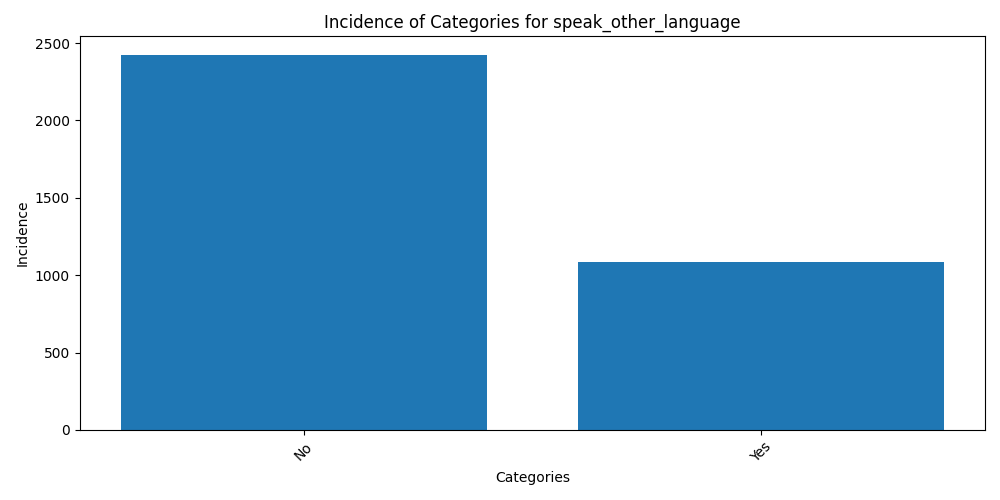 Incidence of Categories for speak_other_language
2500
2000
1500
1000
500
0
Incidence
No
Yes
Categories